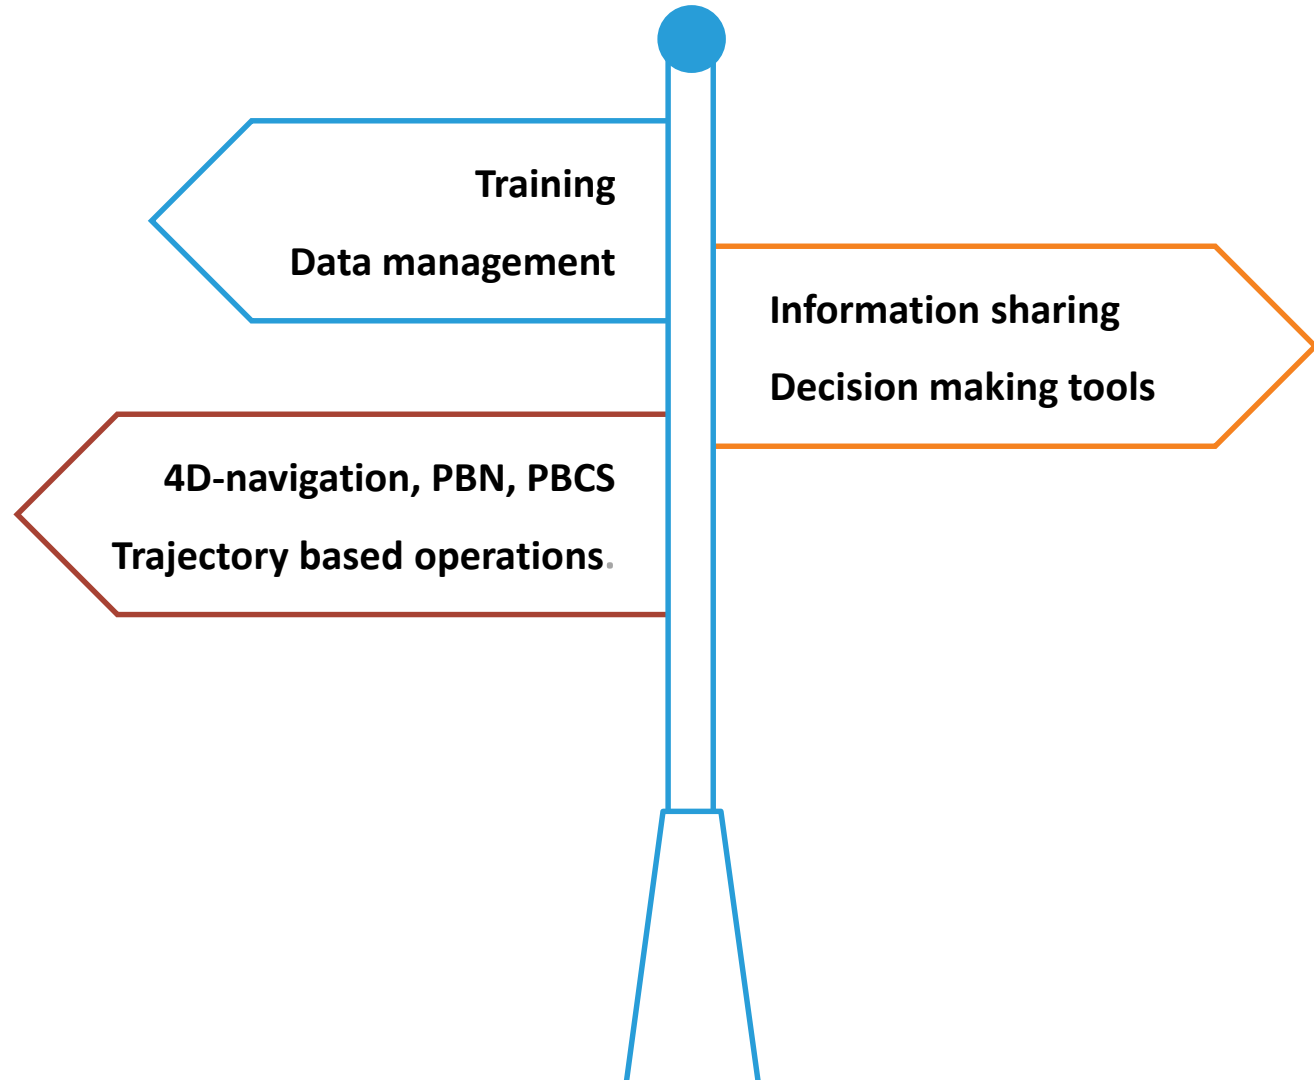 Training
Data management
Information sharing
Decision making tools
4D-navigation, PBN, PBCS
Trajectory based operations.